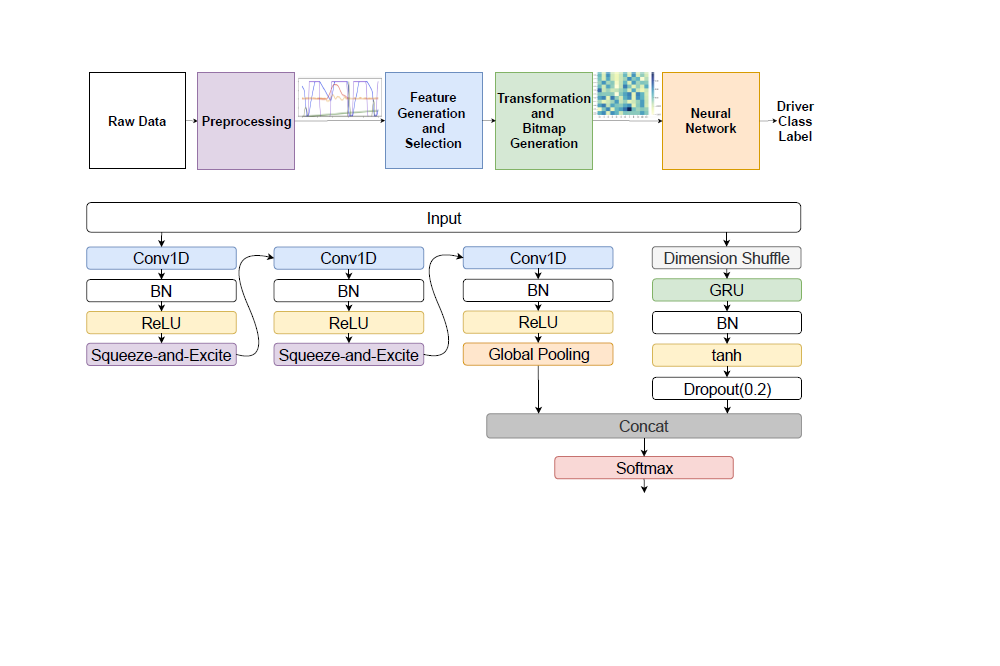 Raw Data
Preprocessing
Feature
Generation
and
Selection
Transformation
and
Bitmap
Generation
Neural
Network
Driver
Class
Label
Input
Conv1D
BN
ReLU
Squeeze-and-Excite
Conv1D
BN
ReLU
Squeeze-and-Excite
Conv1D
BN
ReLU
Global Pooling
Dimension Shuffle
GRU
BN
tanh
Dropout(0.2)
Concat
Softmax